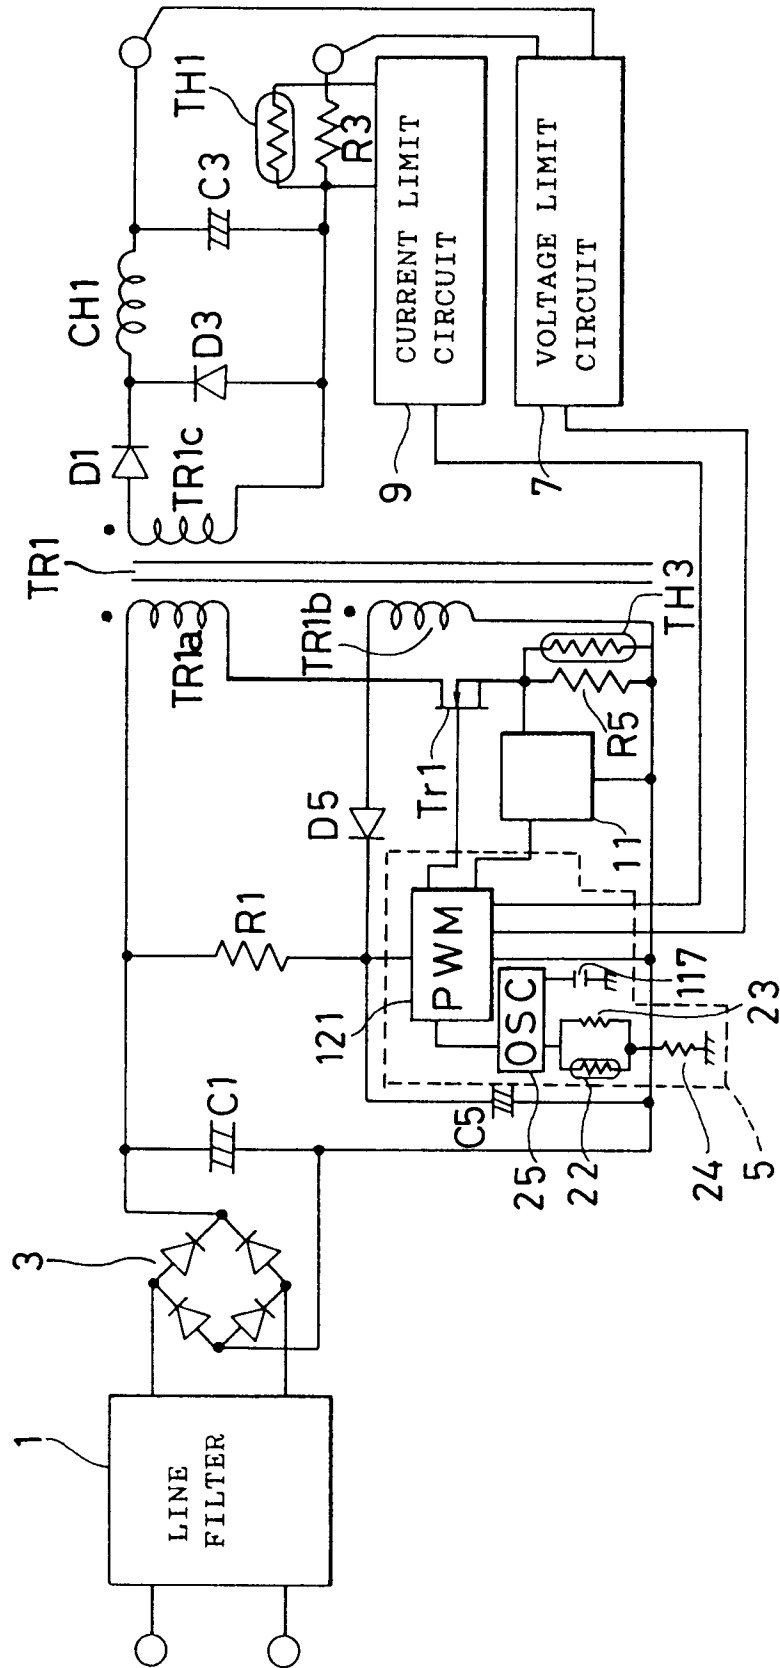 1
LINE
FILTER
3
C1
R1
D5
TR1
TR1a
TR1b
TR1c
D1
CH1
D3
C3
TH1
R3
CURRENT LIMIT
CIRCUIT
9
VOLTAGE LIMIT
CIRCUIT
7
Tr1
TH3
R5
11
PWM
121
OSC
117
C5
25
22
24
23
5